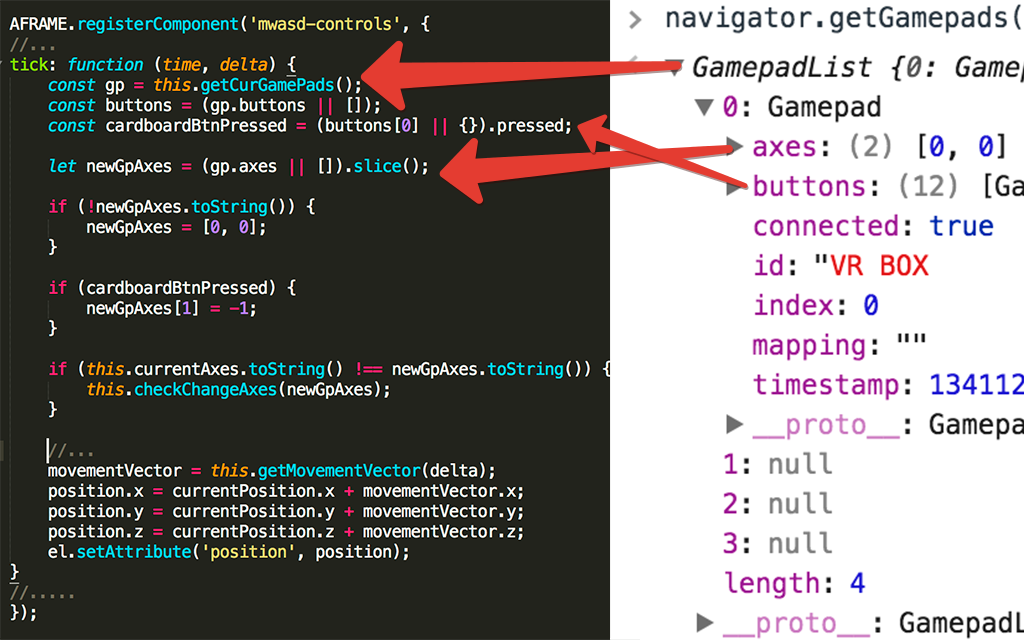 AFRAME.registerComponent('mwasd-controls', {
//...
tick: function (time, delta) {
const gp = this.getCurGamePads();
const buttons = (gp.buttons || []);
const cardboardBtnPressed = (buttons[0] || {}).pressed;
let newGpAxes = (gp.axes || []).slice();
if (!newGpAxes.toString()) {
newGpAxes = [0, 0];
}
if (cardboardBtnPressed) {
newGpAxes[1] = -1;
}
if (this.currentAxes.toString() !== newGpAxes.toString()) {
this.checkChangeAxes(newGpAxes);
}
//...
movementVector = this.getMovementVector(delta);
position.x = currentPosition.x + movementVector.x;
position.y = currentPosition.y + movementVector.y;
position.z = currentPosition.z + movementVector.z;
el.setAttribute('position', position);
}
//.....
});
> navigator.getGamepads(
▼ GamepadList {0: Gamep
▼ 0: Gamepad
▶ axes: (2) [0, 0]
▶ buttons: (12) [Ga
connected: true
id: "VR BOX
index: 0
mapping: ""
timestamp: 134112
▶ __proto__: Gamepa
1: null
2: null
3: null
length: 4
▶ __proto__: GamepadL